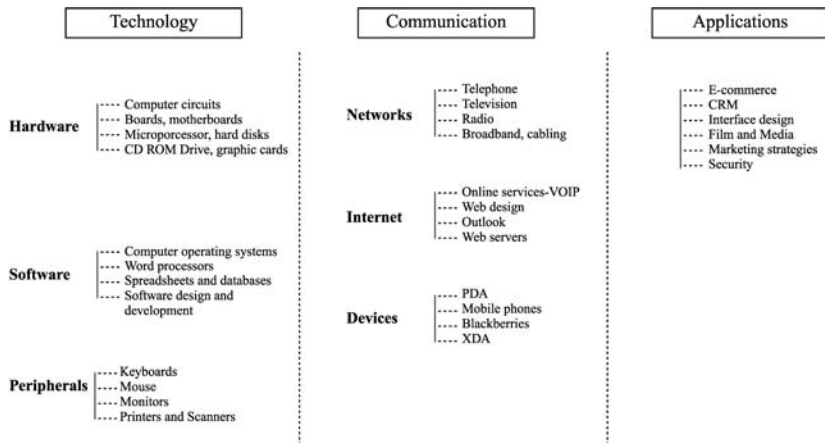 Technology
Hardware
Computer circuits
Boards, motherboards
Microporcessor, hard disks
CD ROM Drive, graphic cards
Software
Computer operating systems
Word processors
Spreadsheets and databases
Software design and
development
Peripherals
Keyboards
Mouse
Monitors
Printers and Scanners
Communication
Networks
Telephone
Television
Radio
Broadband, cabling
Internet
Online services-VOIP
Web design
Outlook
Web servers
Devices
PDA
Mobile phones
Blackberries
XDA
Applications
E-commerce
CRM
Interface design
Film and Media
Marketing strategies
Security